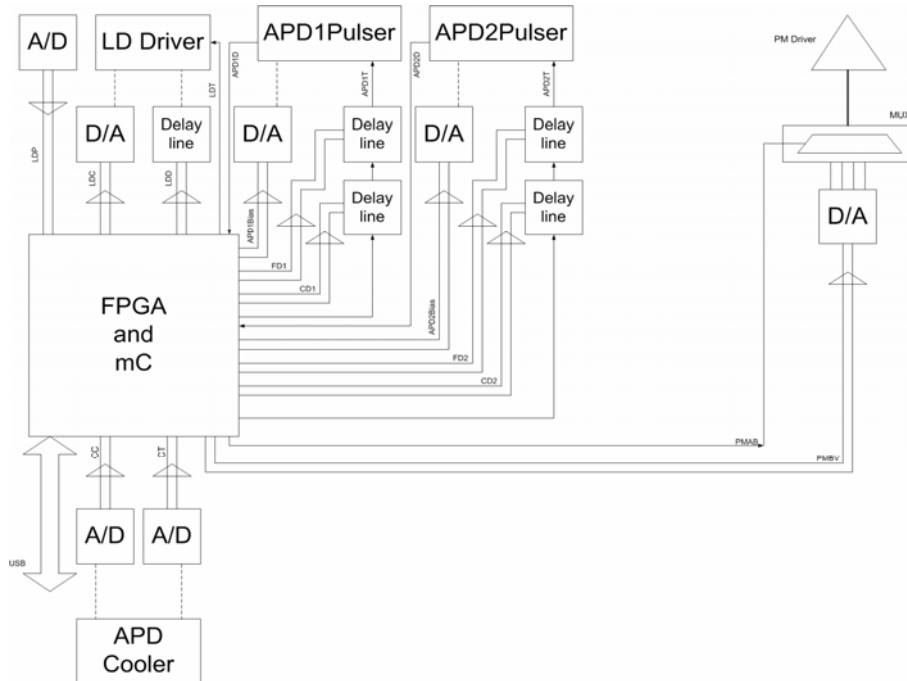 A/D
LD Driver
APD1Pulser
APD2Pulser
PM Driver
LDT
APD1D
APD1T
APD2D
APD2T
MUX
D/A
Delay
line
D/A
Delay
line
D/A
Delay
line
LDP
LDC
LDD
APD1Bias
Delay
line
Delay
line
D/A
FD1
CD1
APD2Bias
FPGA
and
mC
FD2
CD2
PMAB
PMBV
CC
CT
USB
A/D
A/D
APD
Cooler